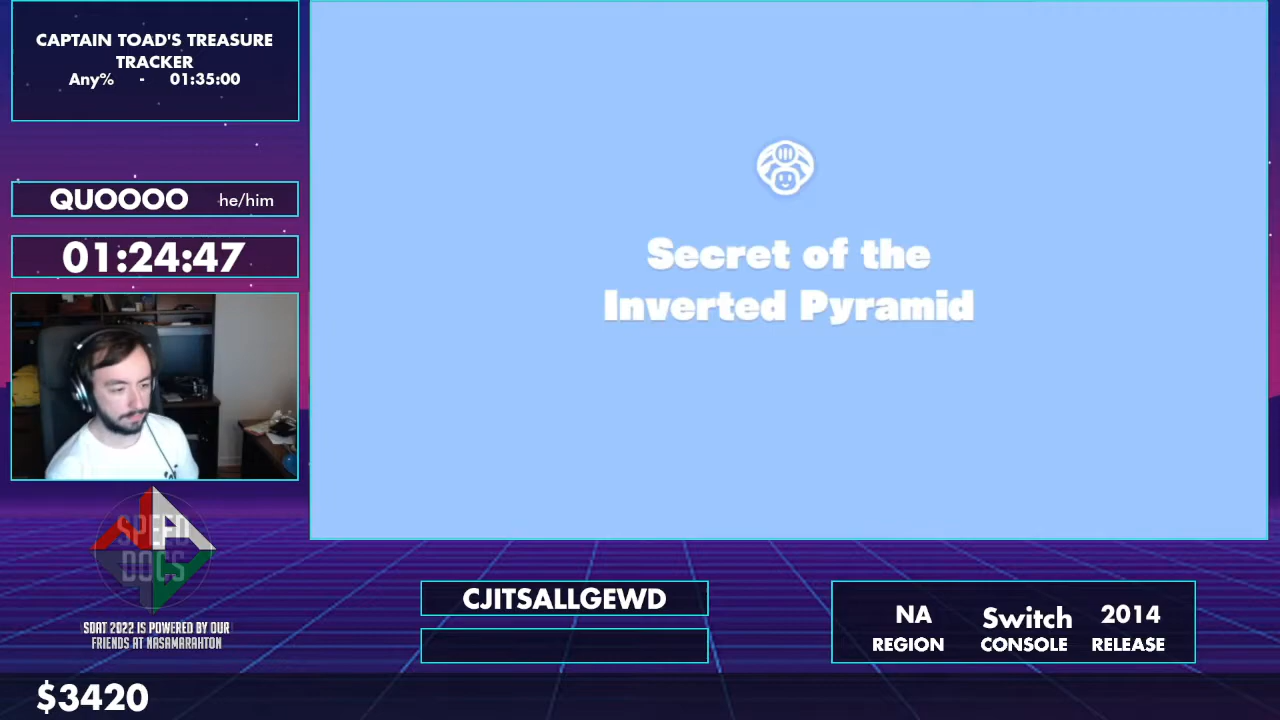 CAPTAIN TOAD'S TREASURE
TRACKER
Any% - 01:35:00
QUOOOO he/him
01:24:47
Secret of the
Inverted Pyramid
SPEED
DOCS
SDAT 2022 IS POWERED BY OUR
FRIENDS AT NASAMARAHTON
CJITSALLGEWD
NA Switch 2014
REGION CONSOLE RELEASE
$3420